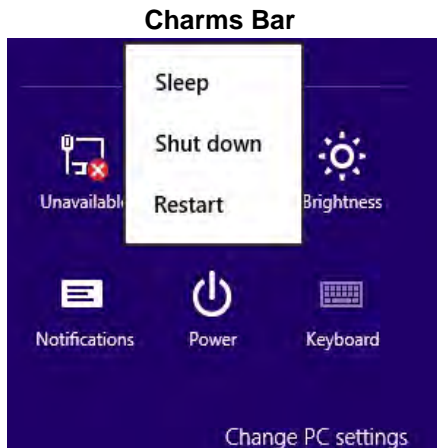 Charms Bar
Sleep
Shut down
Restart
Unavailabl
Brightness
Notifications
Power
Keyboard
Change PC settings